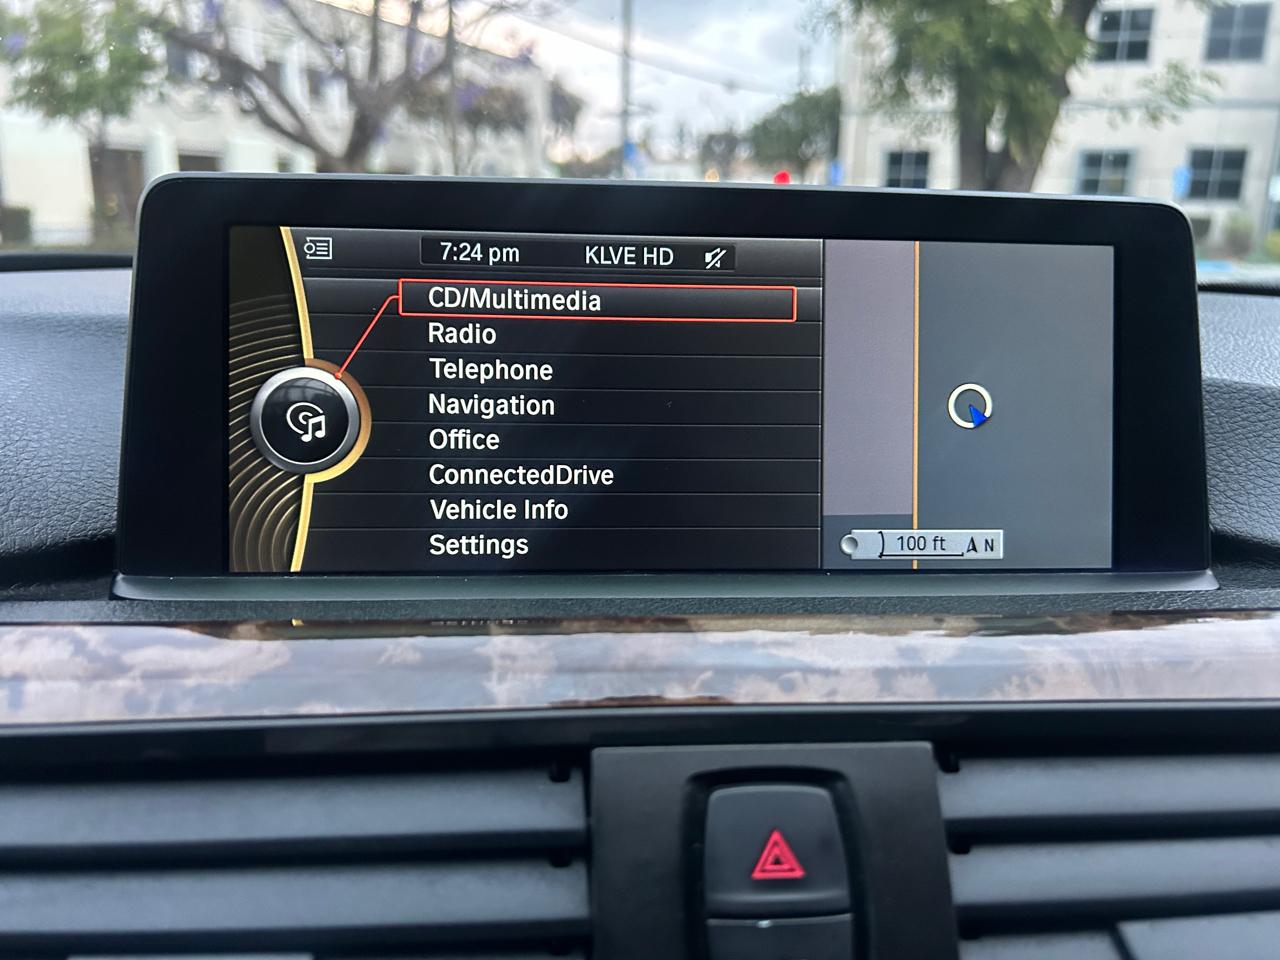 7:24 pm KLVE HD
CD/Multimedia
Radio
Telephone
Navigation
Office
ConnectedDrive
Vehicle Info
Settings
100 ft N